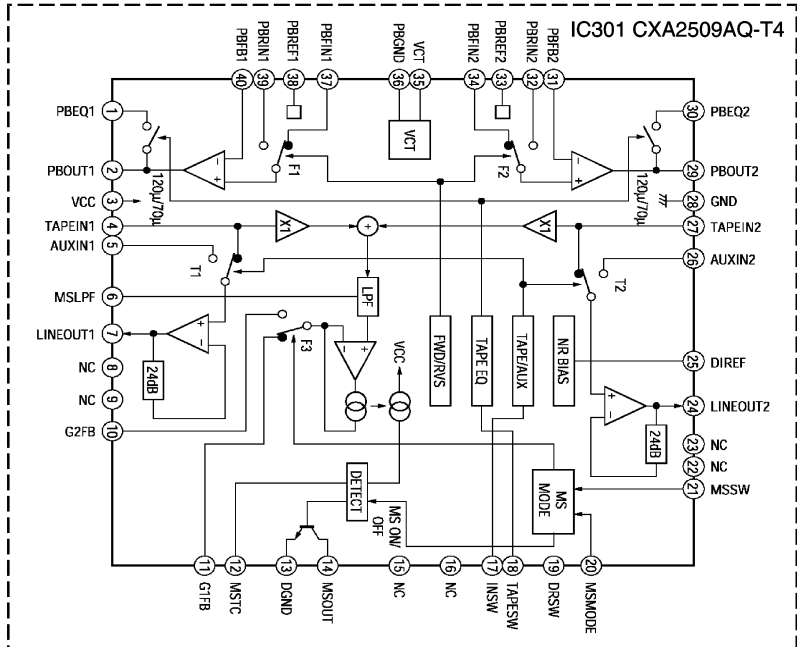 IC301 CXA2509AQ-T4
PBFB1
PBRIN1
PBREF1
PBFIN1
PBGND
VCT
PBFIN2
PBREF2
PBRIN2
PBFB2
40
39
38
37
36
35
34
33
32
31
PBEQ1
1
PBOUT1
2
VCC
3
TAPEIN1
4
AUXIN1
5
MSLPF
6
LINEOUT1
7
NC
8
NC
9
G2FB
10
30
PBEQ2
29
PBOUT2
28
GND
27
TAPEIN2
26
AUXIN2
25
DIREF
24
LINEOUT2
23
NC
22
NC
21
MSSW
VCT
F1
F2
120μ/70μ
120μ/70μ
+
-
-
+
X1
+
X1
T1
T2
LPF
F3
+
-
+
-
VCC
FWD/RVS
TAPE EQ
TAPE/AUX
NR BIAS
+
-
24dB
24dB
DETECT
MS ON/
OFF
MS
MODE
11
12
13
14
15
16
17
18
19
20
G1FB
MSTC
DGND
MSOUT
NC
NC
INSW
TAPESW
DRSW
MSMODE